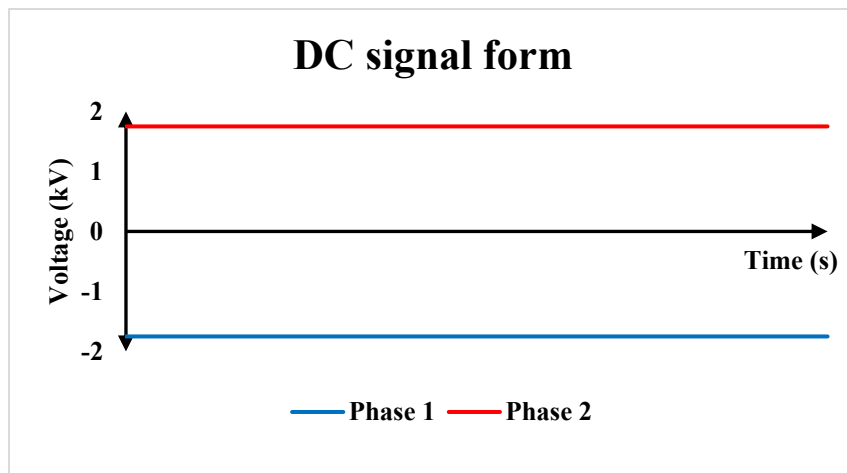 DC signal form
2
1
0
-1
-2
Voltage (kV)
Time (s)
Phase 1 Phase 2